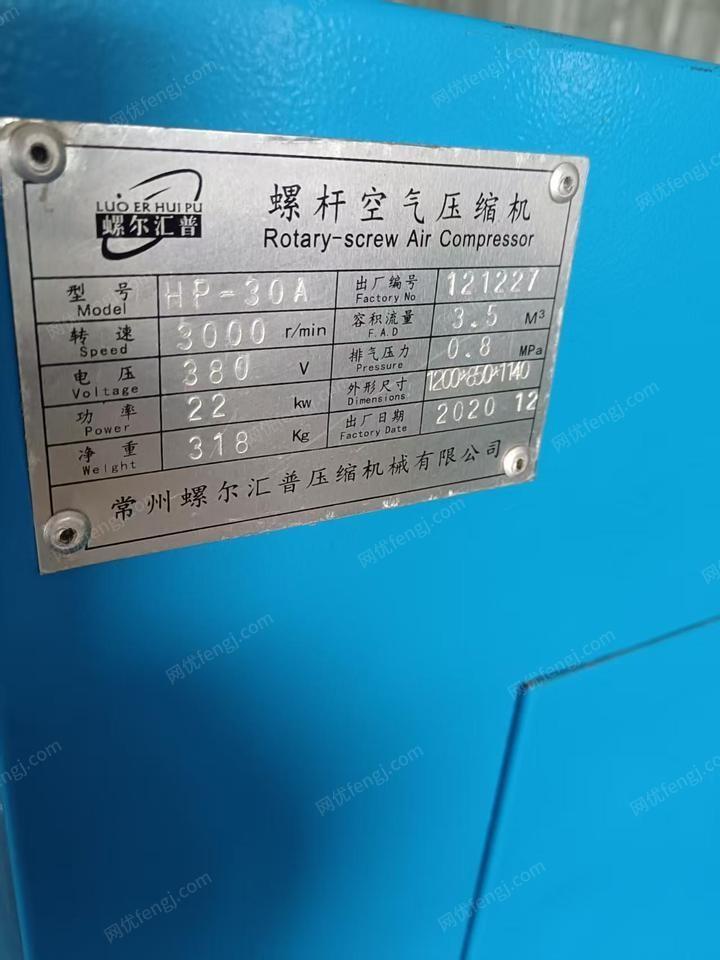 LUO ER HUI PU
螺尔汇普
螺杆空气压缩机
Rotary-screw Air Compressor
型号 HP-30A 出厂编号 121227
Model Factory No
转速 3000 r/min 容积流量 3.5 M³
Speed F.A.D
电压 380 V 排气压力 0.8 MPa
Voltage Pressure
功率 22 kw 外形尺寸 1200*850*1140
Power Dimensions
净重 318 Kg 出厂日期 2020 12
Weight Factory Date
常州螺尔汇普压缩机械有限公司
网优fengj.com